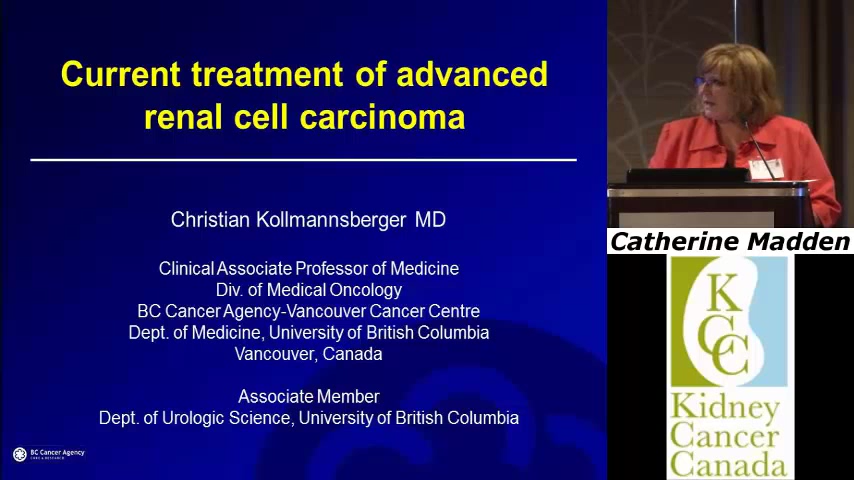 Current treatment of advanced
renal cell carcinoma
Christian Kollmannsberger MD
Clinical Associate Professor of Medicine
Div. of Medical Oncology
BC Cancer Agency-Vancouver Cancer Centre
Dept. of Medicine, University of British Columbia
Vancouver, Canada
Associate Member
Dept. of Urologic Science, University of British Columbia
BC Cancer Agency
CARE & RESEARCH
Catherine Madden
KCC
Kidney
Cancer
Canada